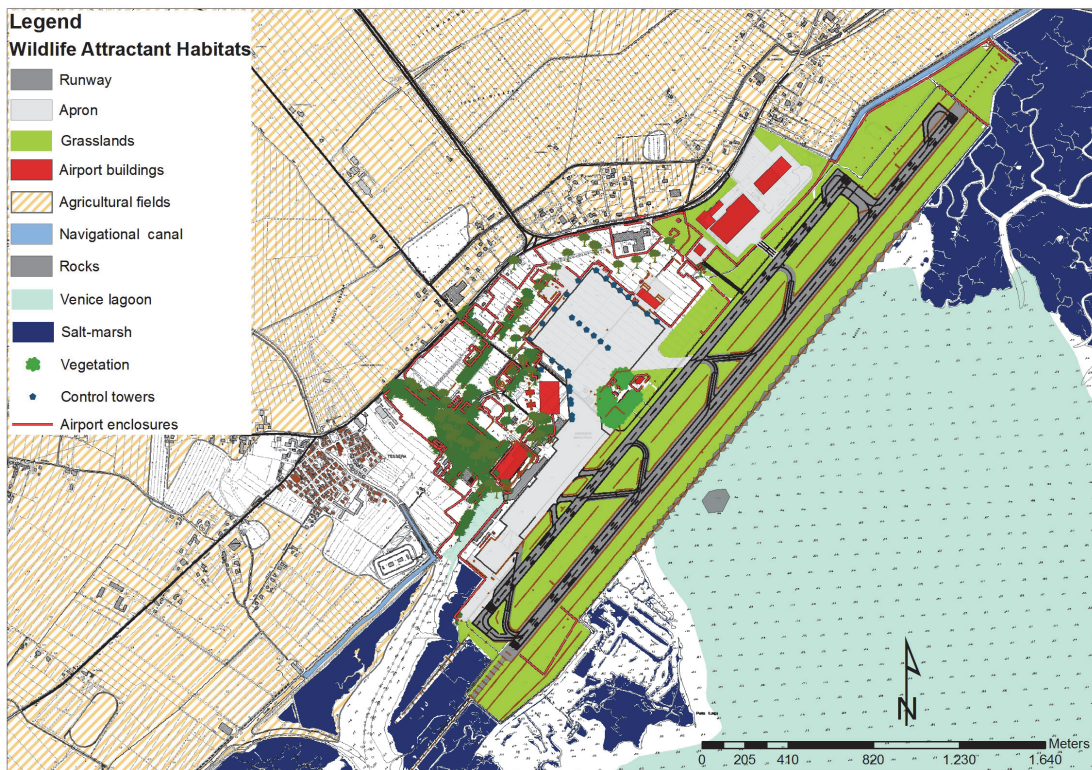 Legend
Wildlife Attractant Habitats
Runway
Apron
Grasslands
Airport buildings
Agricultural fields
Navigational canal
Rocks
Venice lagoon
Salt-marsh
Vegetation
Control towers
Airport enclosures
TESSERA
N
Meters
0 205 410 820 1.230 1.640